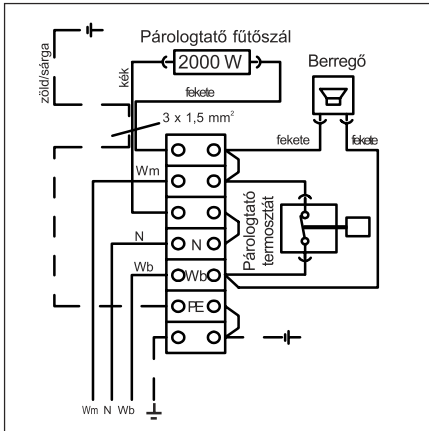 Párologtató fűtőszál
2000 W
Berregő
zöld/sárga
kék
fekete
3 x 1,5 mm²
fekete
fekete
Wm
N
N
Wb
Wb
PE
Párologtató
termosztát
Wm N Wb